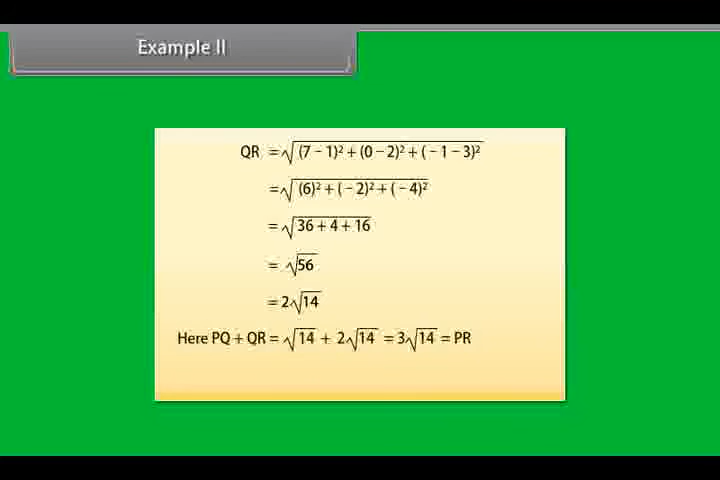 Example II
QR = √(7 – 1)² + (0 – 2)² + ( – 1 – 3)²
= √(6)² + ( – 2)² + ( – 4)²
= √36 + 4 + 16
= √56
= 2√14
Here PQ + QR = √14 + 2√14 = 3√14 = PR